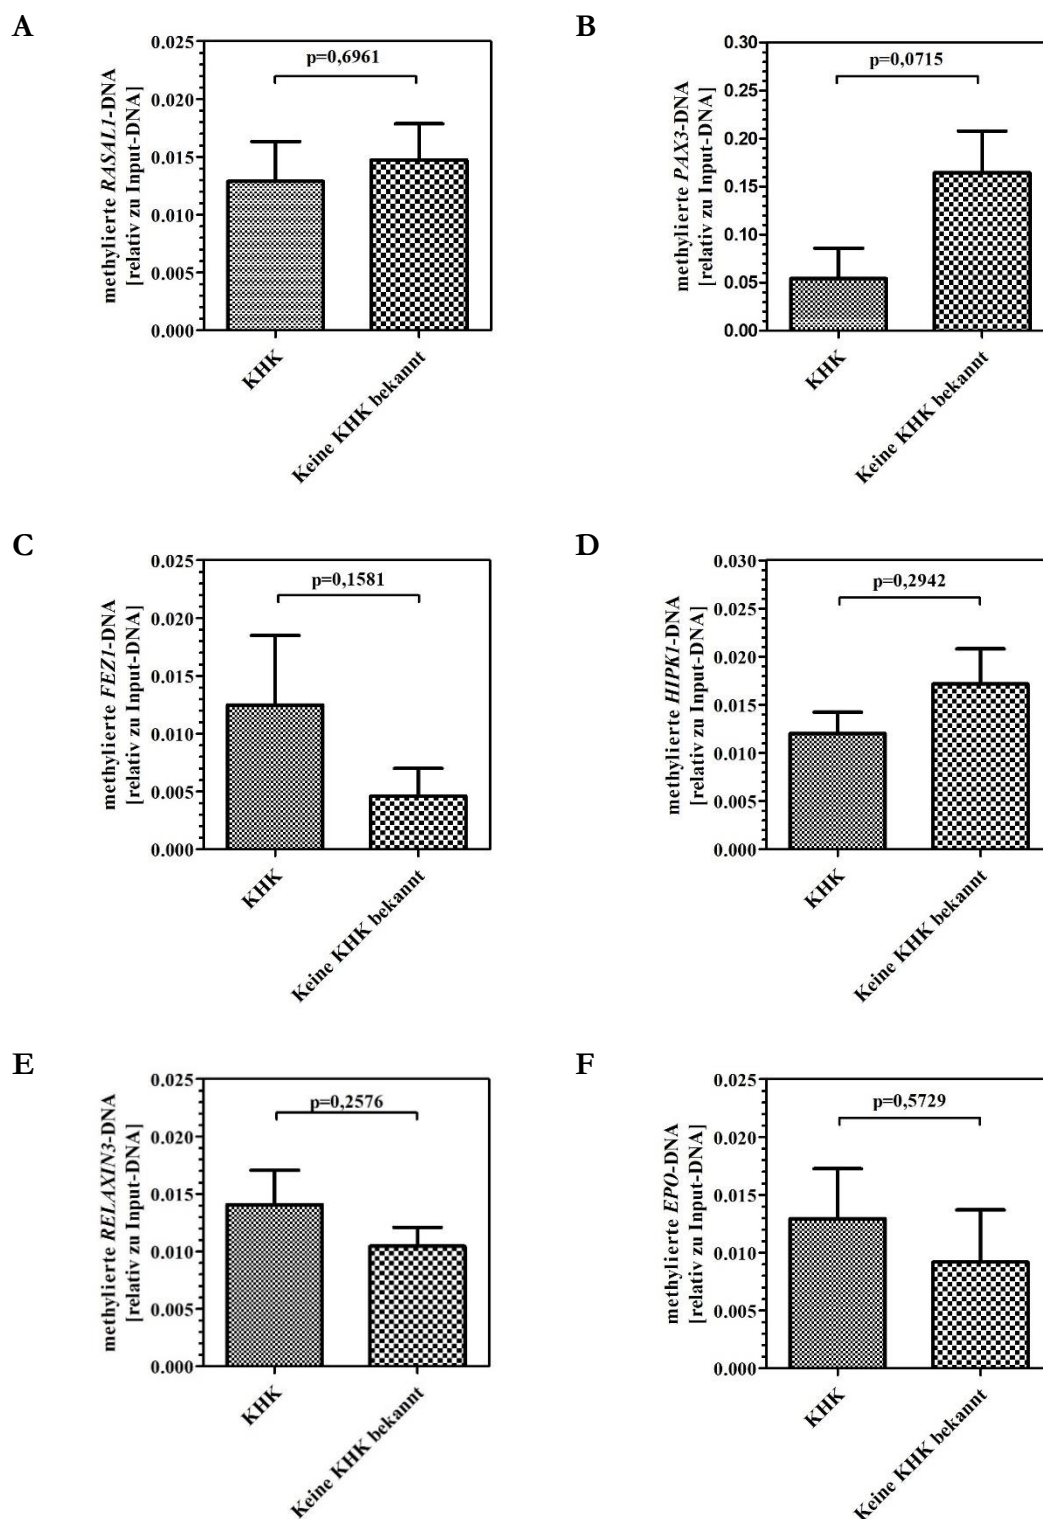 A
methylierte RASAL1-DNA
[relativ zu Input-DNA]
0.025
0.020
0.015
0.010
0.005
0.000
p=0,6961
KHK
Keine KHK bekannt
B
methylierte PAX3-DNA
[relativ zu Input-DNA]
0.30
0.25
0.20
0.15
0.10
0.05
0.00
p=0,0715
KHK
Keine KHK bekannt
C
methylierte FEZ1-DNA
[relativ zu Input-DNA]
0.025
0.020
0.015
0.010
0.005
0.000
p=0,1581
KHK
Keine KHK bekannt
D
methylierte HIPK1-DNA
[relativ zu Input-DNA]
0.030
0.025
0.020
0.015
0.010
0.005
0.000
p=0,2942
KHK
Keine KHK bekannt
E
methylierte RELAXIN3-DNA
[relativ zu Input-DNA]
0.025
0.020
0.015
0.010
0.005
0.000
p=0,2576
KHK
Keine KHK bekannt
F
methylierte EPO-DNA
[relativ zu Input-DNA]
0.025
0.020
0.015
0.010
0.005
0.000
p=0,5729
KHK
Keine KHK bekannt